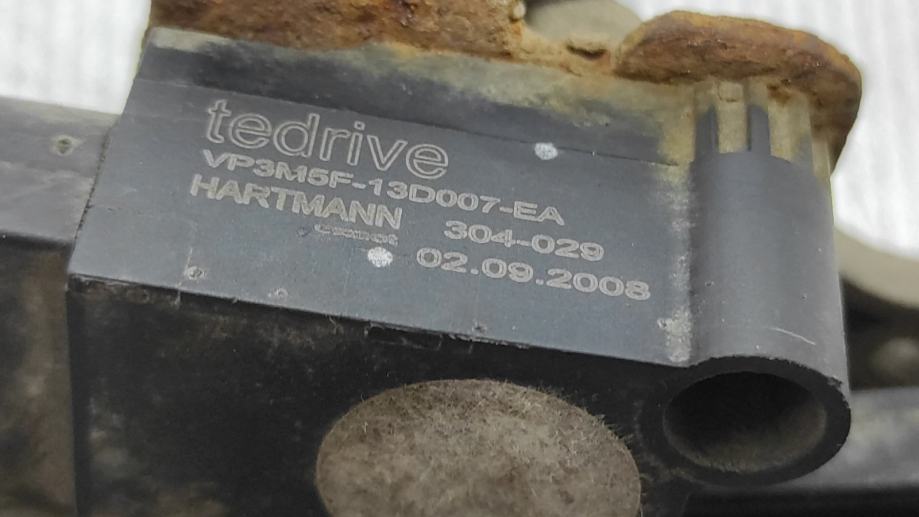 tedrive
VP3M5F-13D007-EA
HARTMANN 304-029
02.09.2008